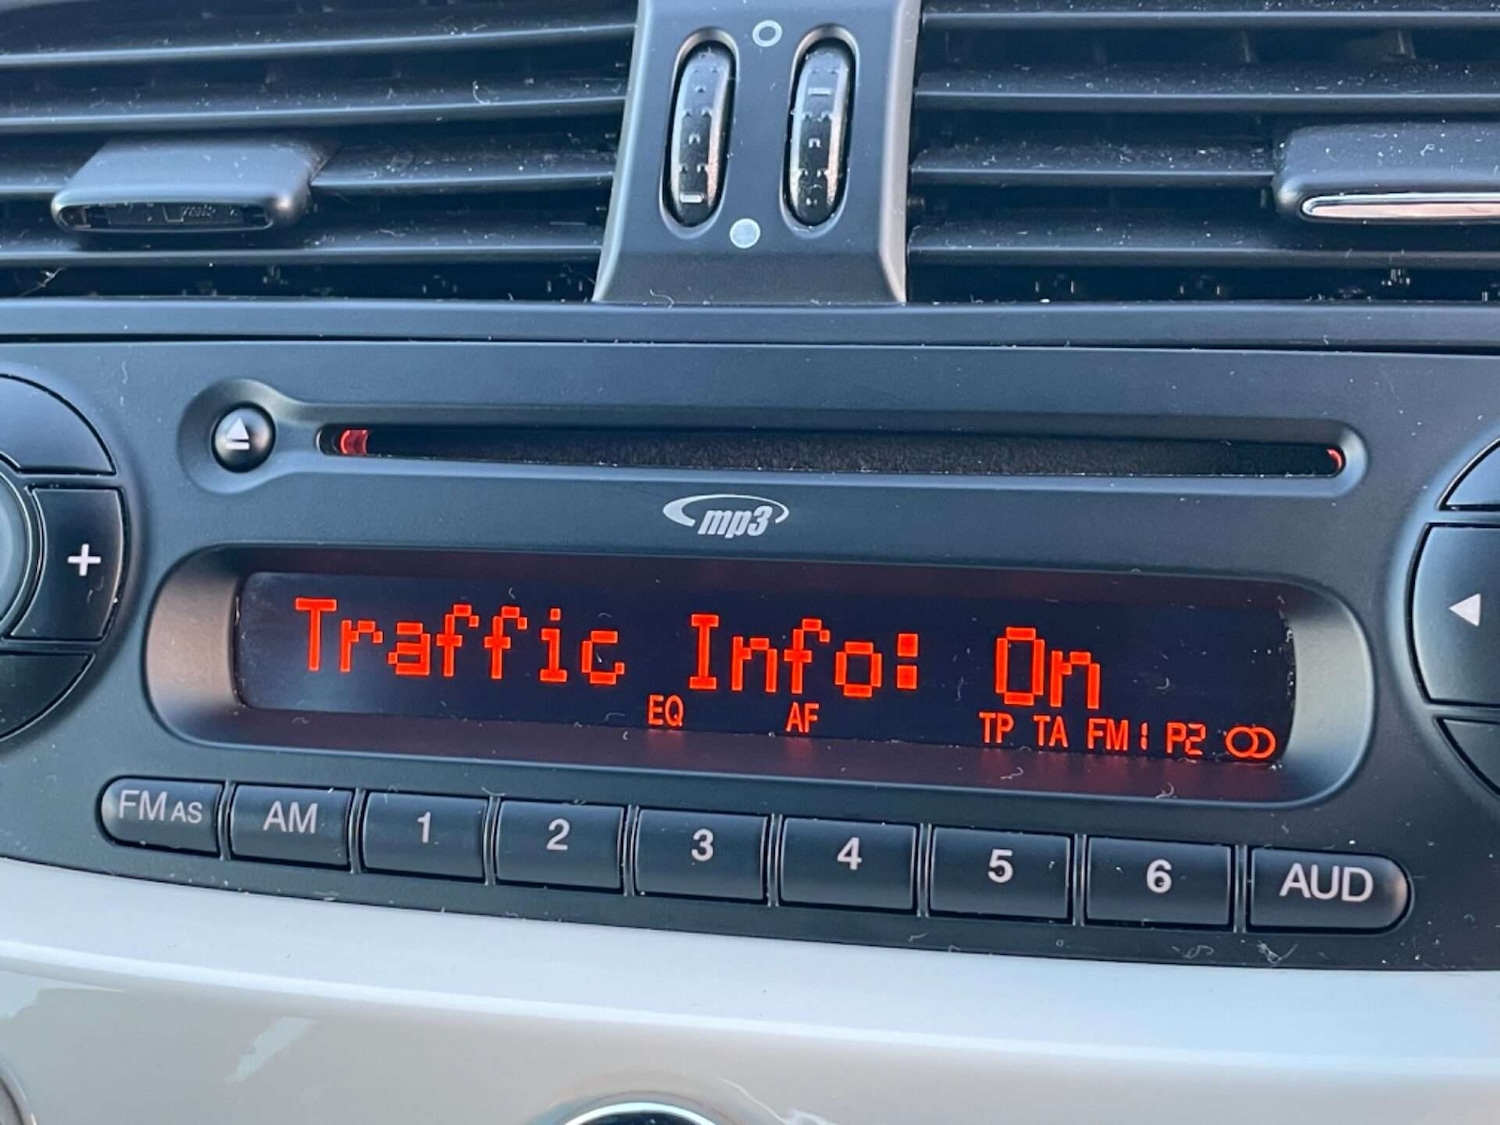 mp3
Traffic Info: On
EQ AF TP TA FM1 P2
FM AS AM 1 2 3 4 5 6 AUD